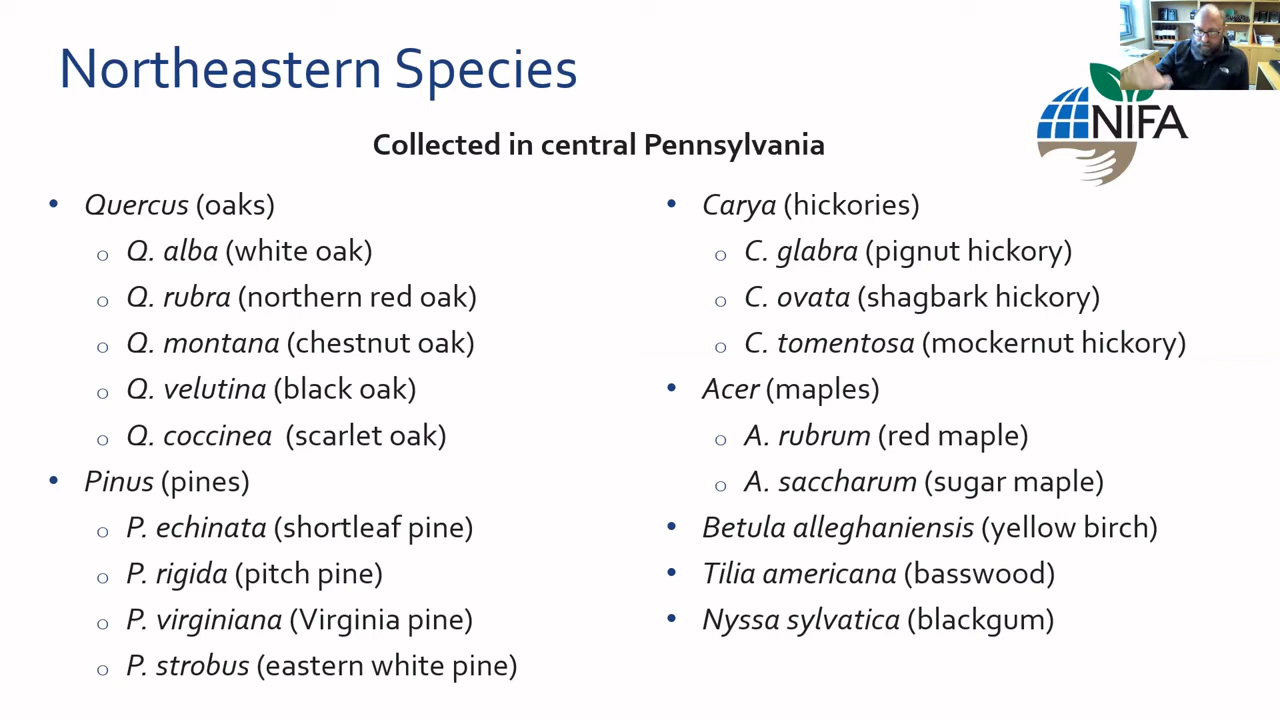 Northeastern Species
NIFA
Collected in central Pennsylvania
• Quercus (oaks)
o Q. alba (white oak)
o Q. rubra (northern red oak)
o Q. montana (chestnut oak)
o Q. velutina (black oak)
o Q. coccinea (scarlet oak)
• Pinus (pines)
o P. echinata (shortleaf pine)
o P. rigida (pitch pine)
o P. virginiana (Virginia pine)
o P. strobus (eastern white pine)
• Carya (hickories)
o C. glabra (pignut hickory)
o C. ovata (shagbark hickory)
o C. tomentosa (mockernut hickory)
• Acer (maples)
o A. rubrum (red maple)
o A. saccharum (sugar maple)
• Betula alleghaniensis (yellow birch)
• Tilia americana (basswood)
• Nyssa sylvatica (blackgum)